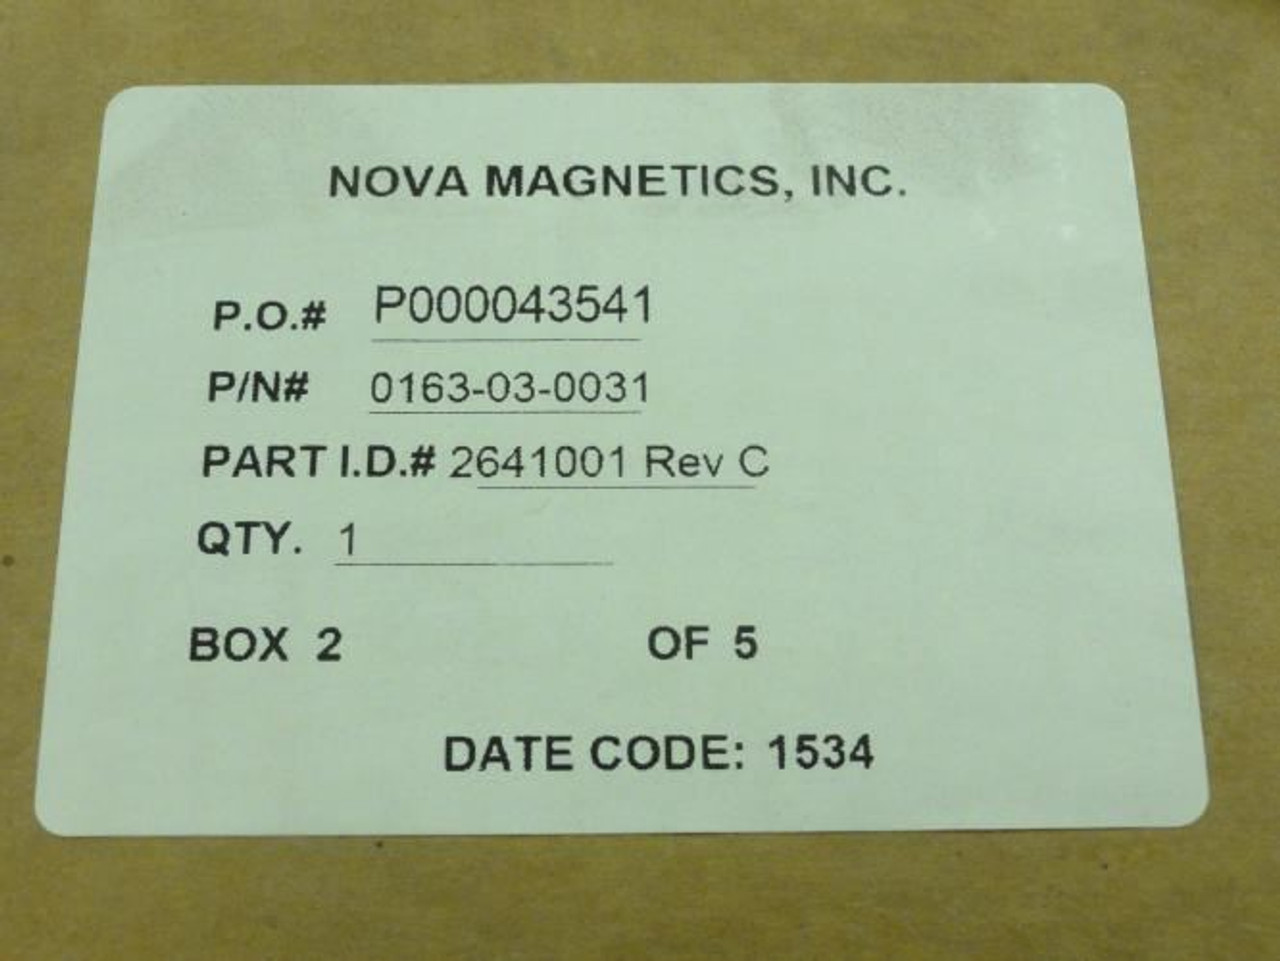 NOVA MAGNETICS, INC.
P.O.# P000043541
P/N# 0163-03-0031
PART I.D.# 2641001 Rev C
QTY. 1
BOX 2 OF 5
DATE CODE: 1534